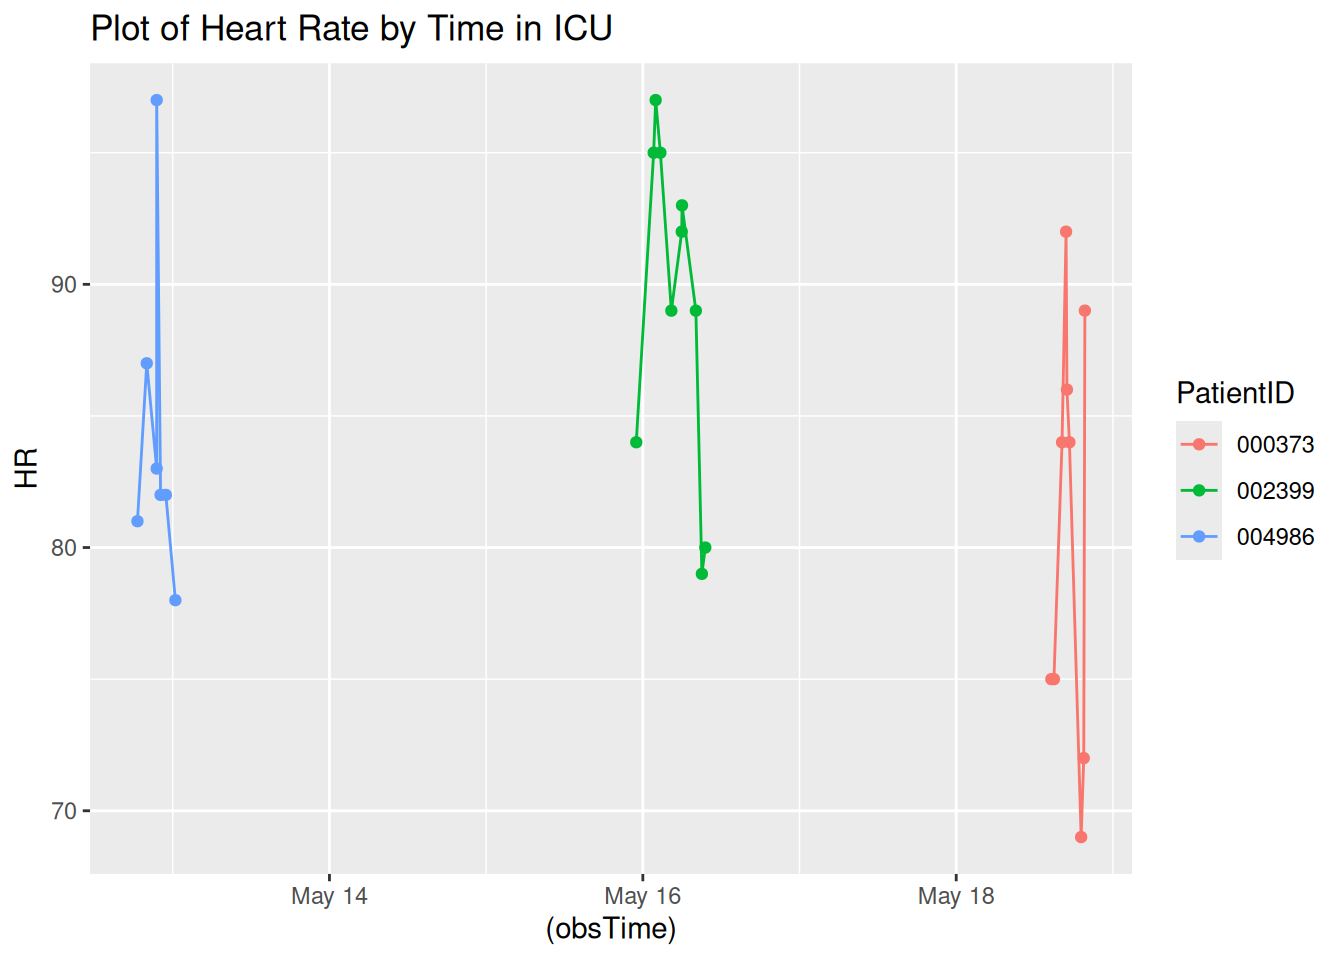 Plot of Heart Rate by Time in ICU
HR
90
80
70
May 14
May 16
May 18
(obsTime)
PatientID
000373
002399
004986